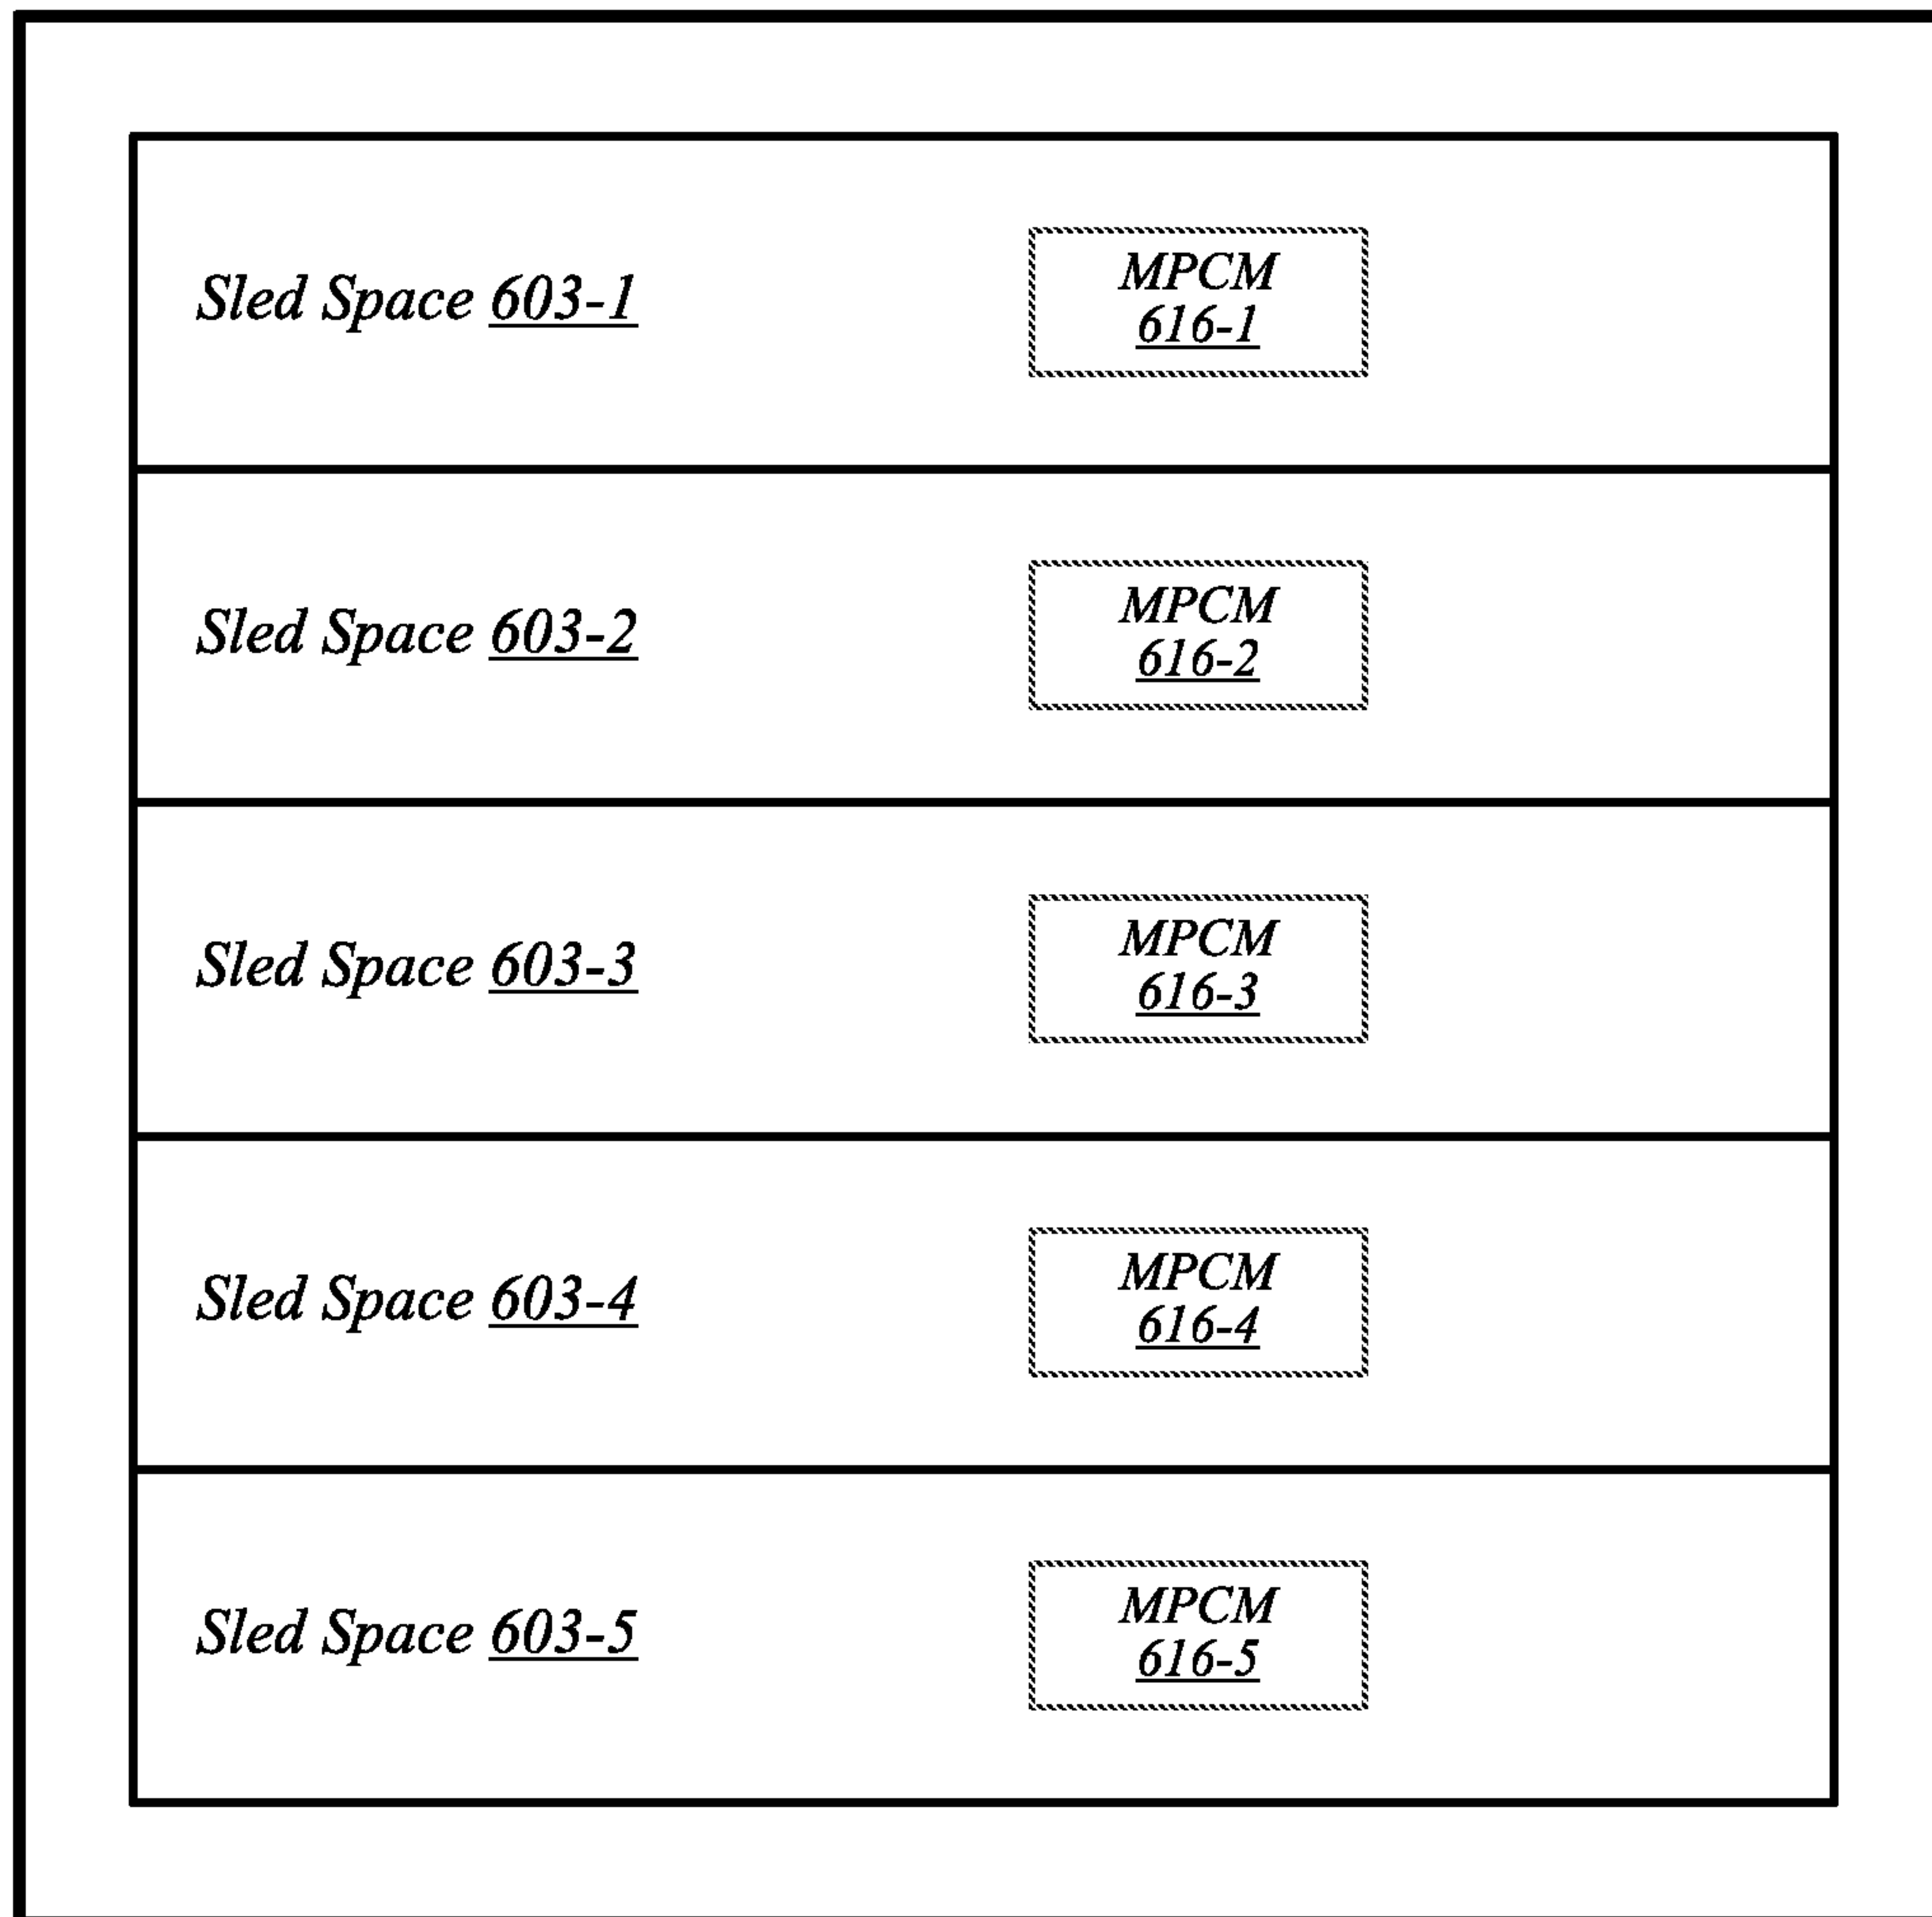 Sled Space 603-1
MPCM
616-1
Sled Space 603-2
MPCM
616-2
Sled Space 603-3
MPCM
616-3
Sled Space 603-4
MPCM
616-4
Sled Space 603-5
MPCM
616-5